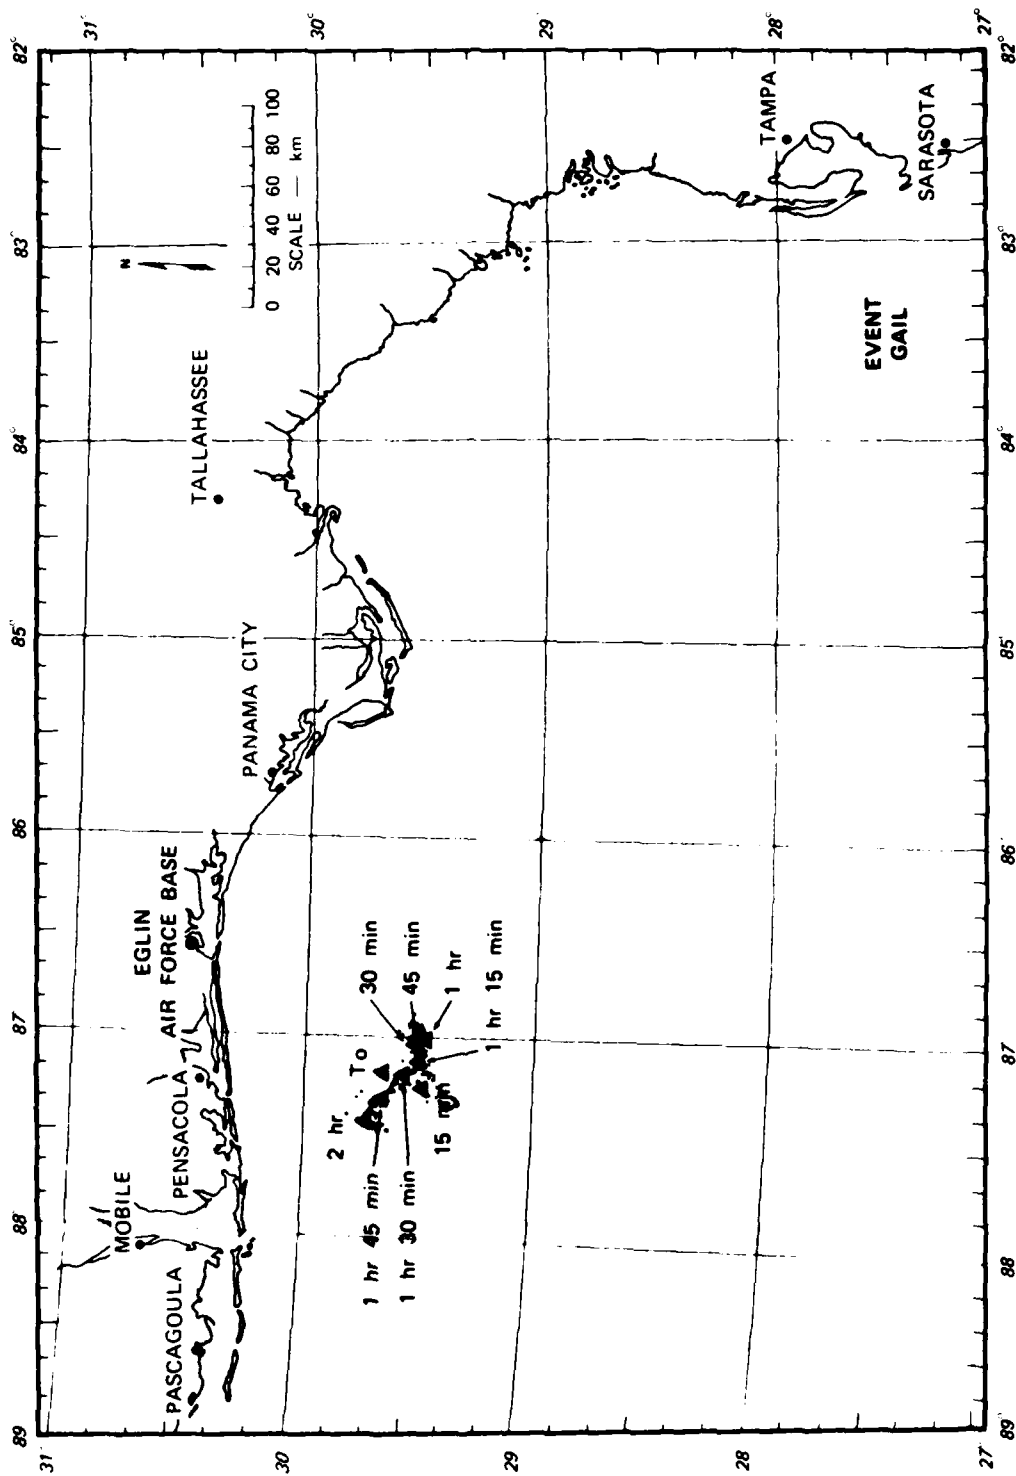 89
88
87
86°
85°
84°
83°
82°
31
31°
30
30°
29
29°
28
28°
27°
27°
89°
88
87
86°
85°
84°
83°
82°
PASCAGOULA
MOBILE
PENSACOLA
EGLIN
AIR FORCE BASE
PANAMA CITY
TALLAHASSEE
N
0 20 40 60 80 100
SCALE — km
TAMPA
SARASOTA
2 hr
To
30 min
45 min
1 hr
1 hr 15 min
1 hr 45 min
1 hr 30 min
15 min
EVENT
GAIL